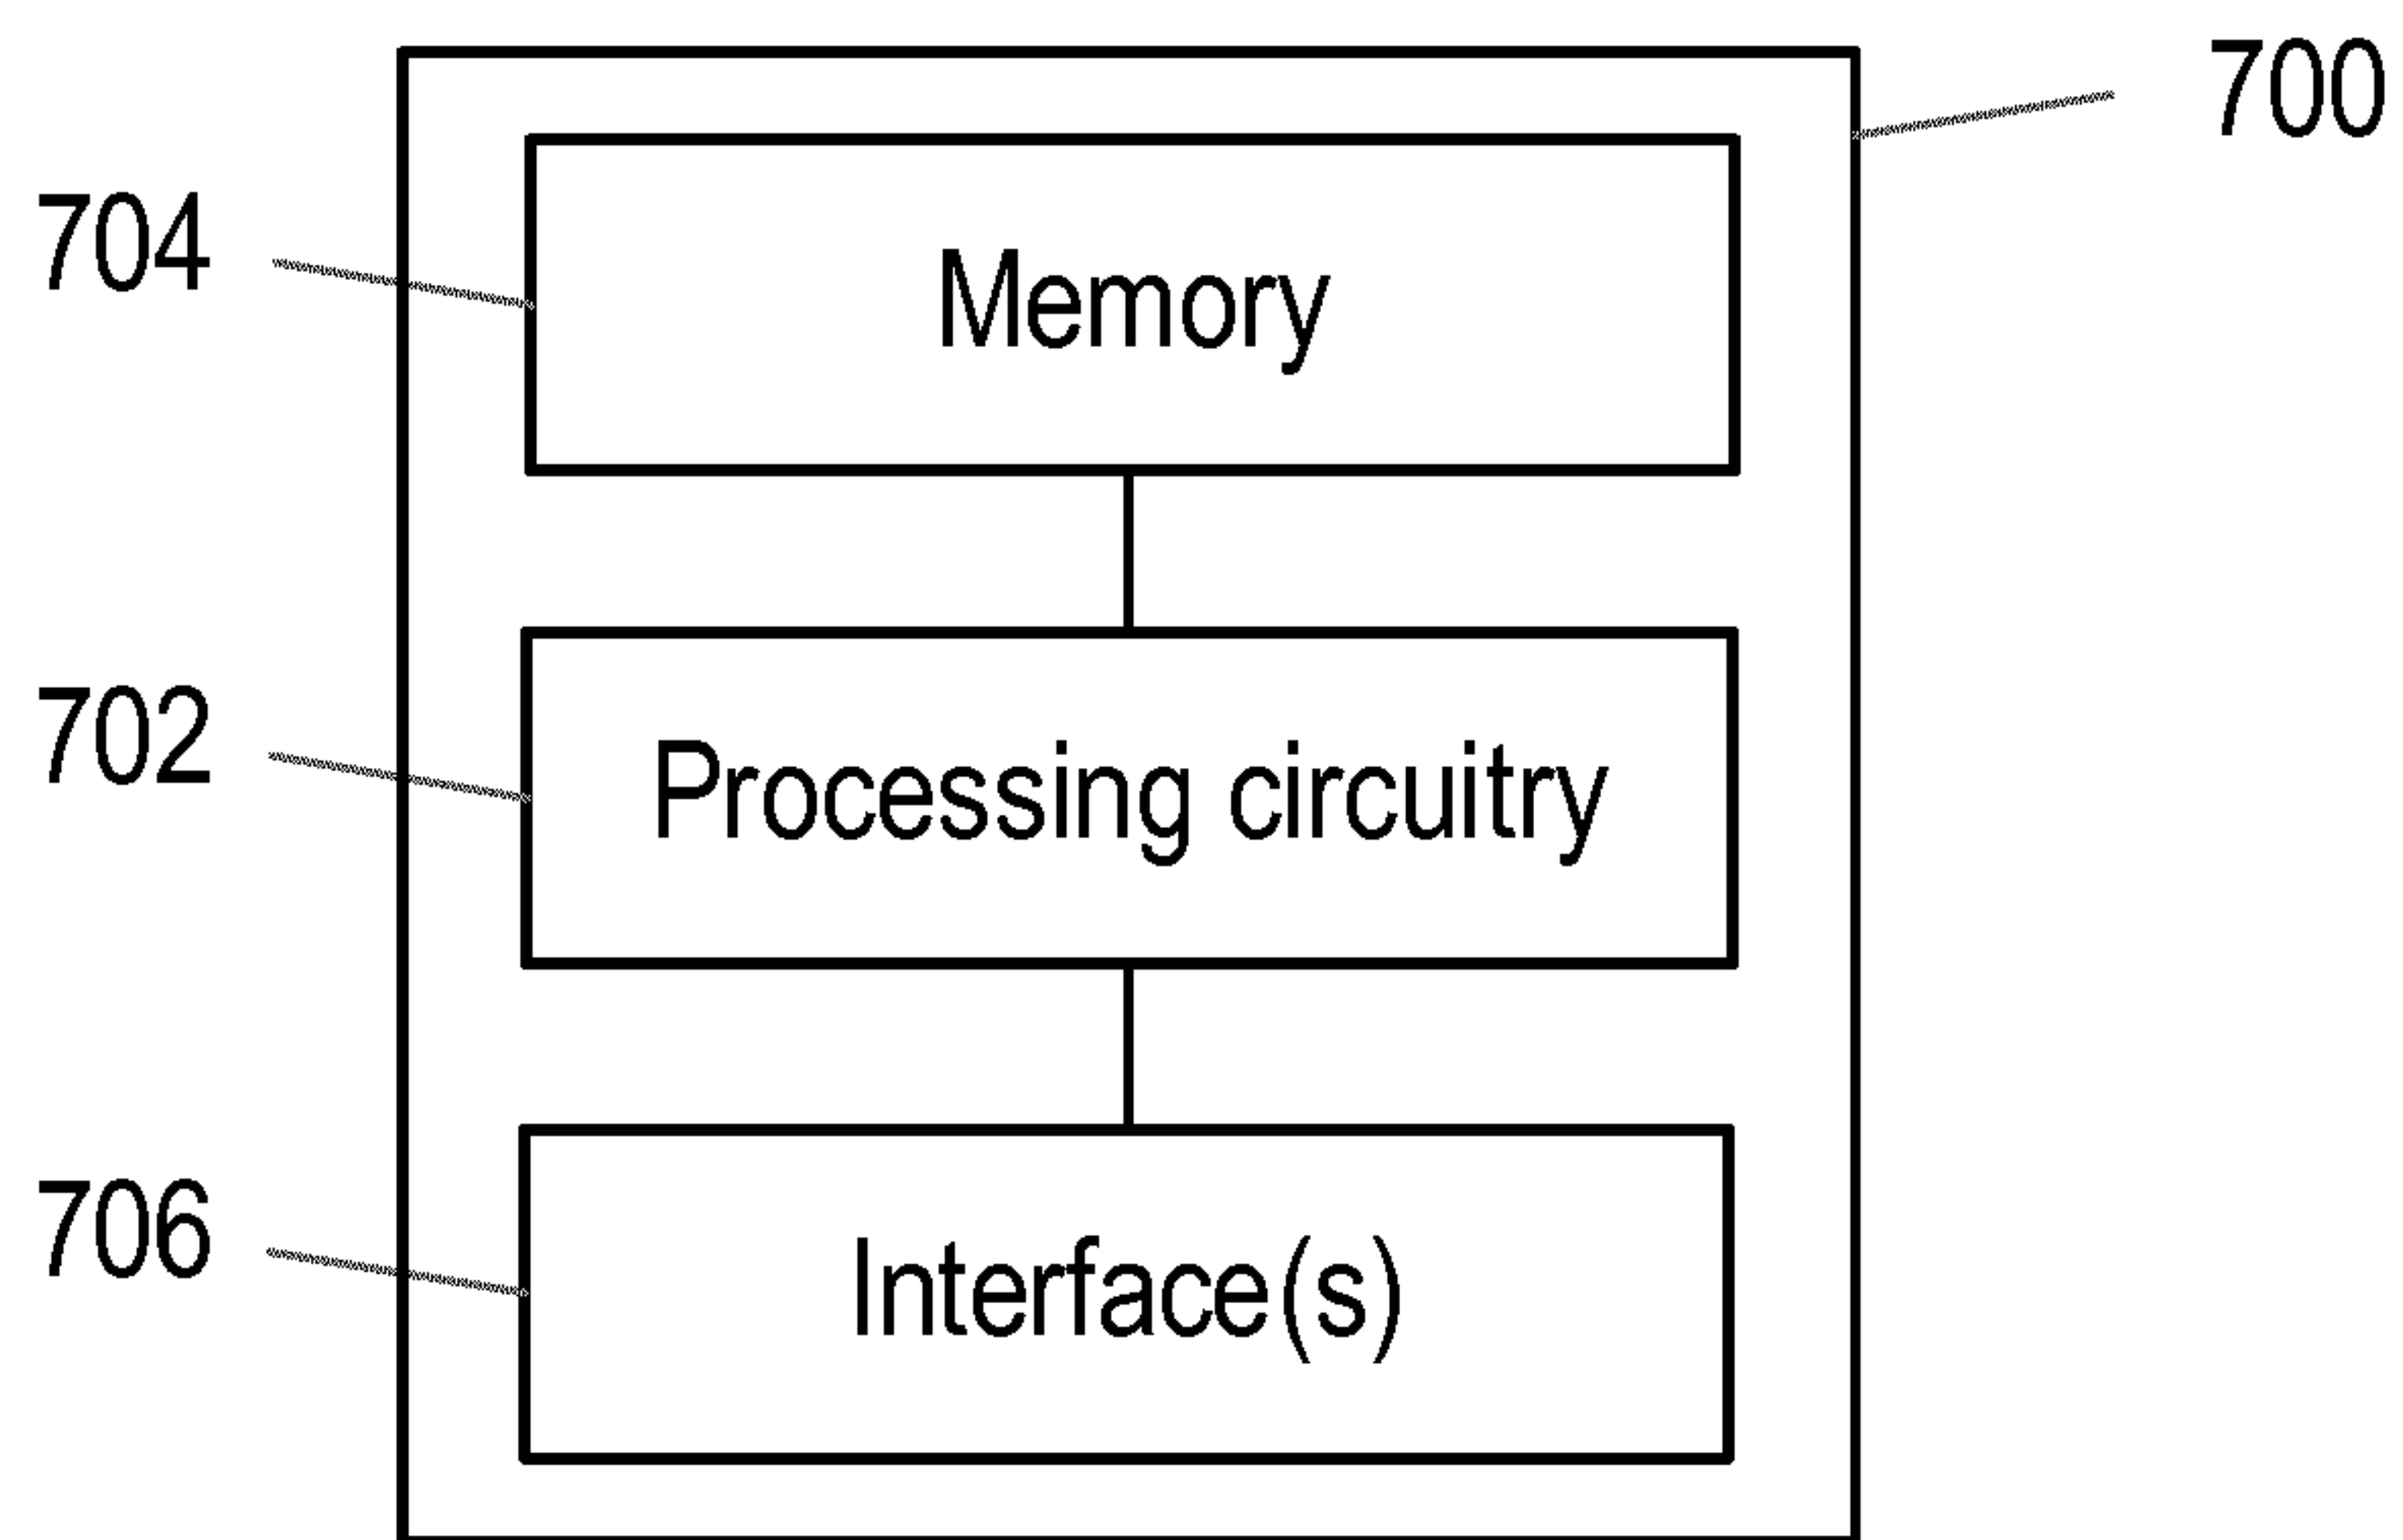 700
704
Memory
702
Processing circuitry
706
Interface(s)